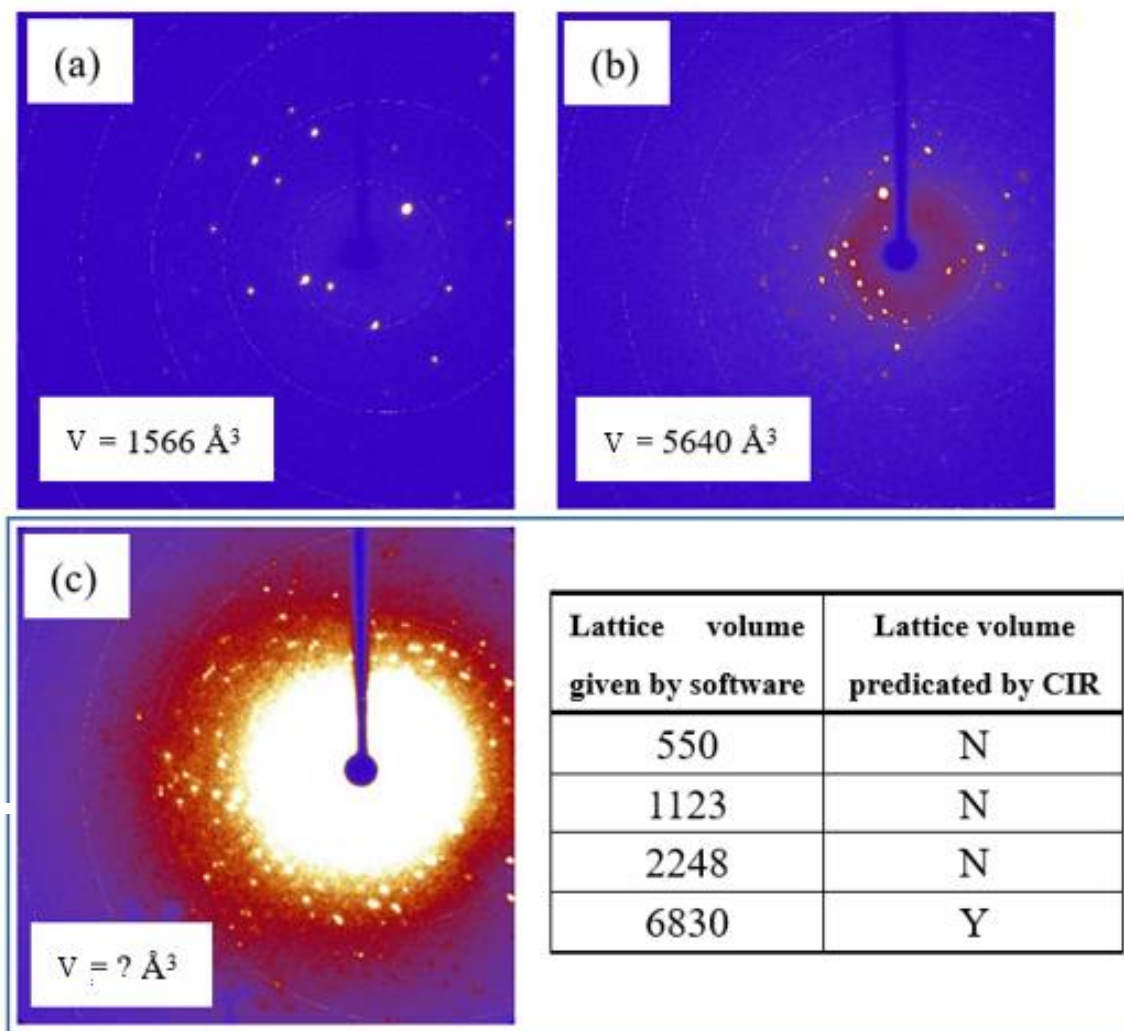 (a)
(b)
V = 1566 Å³
V = 5640 Å³
(c)
Lattice volume
given by software
Lattice volume
predicated by CIR
550
N
1123
N
2248
N
6830
Y
V = ? Å³